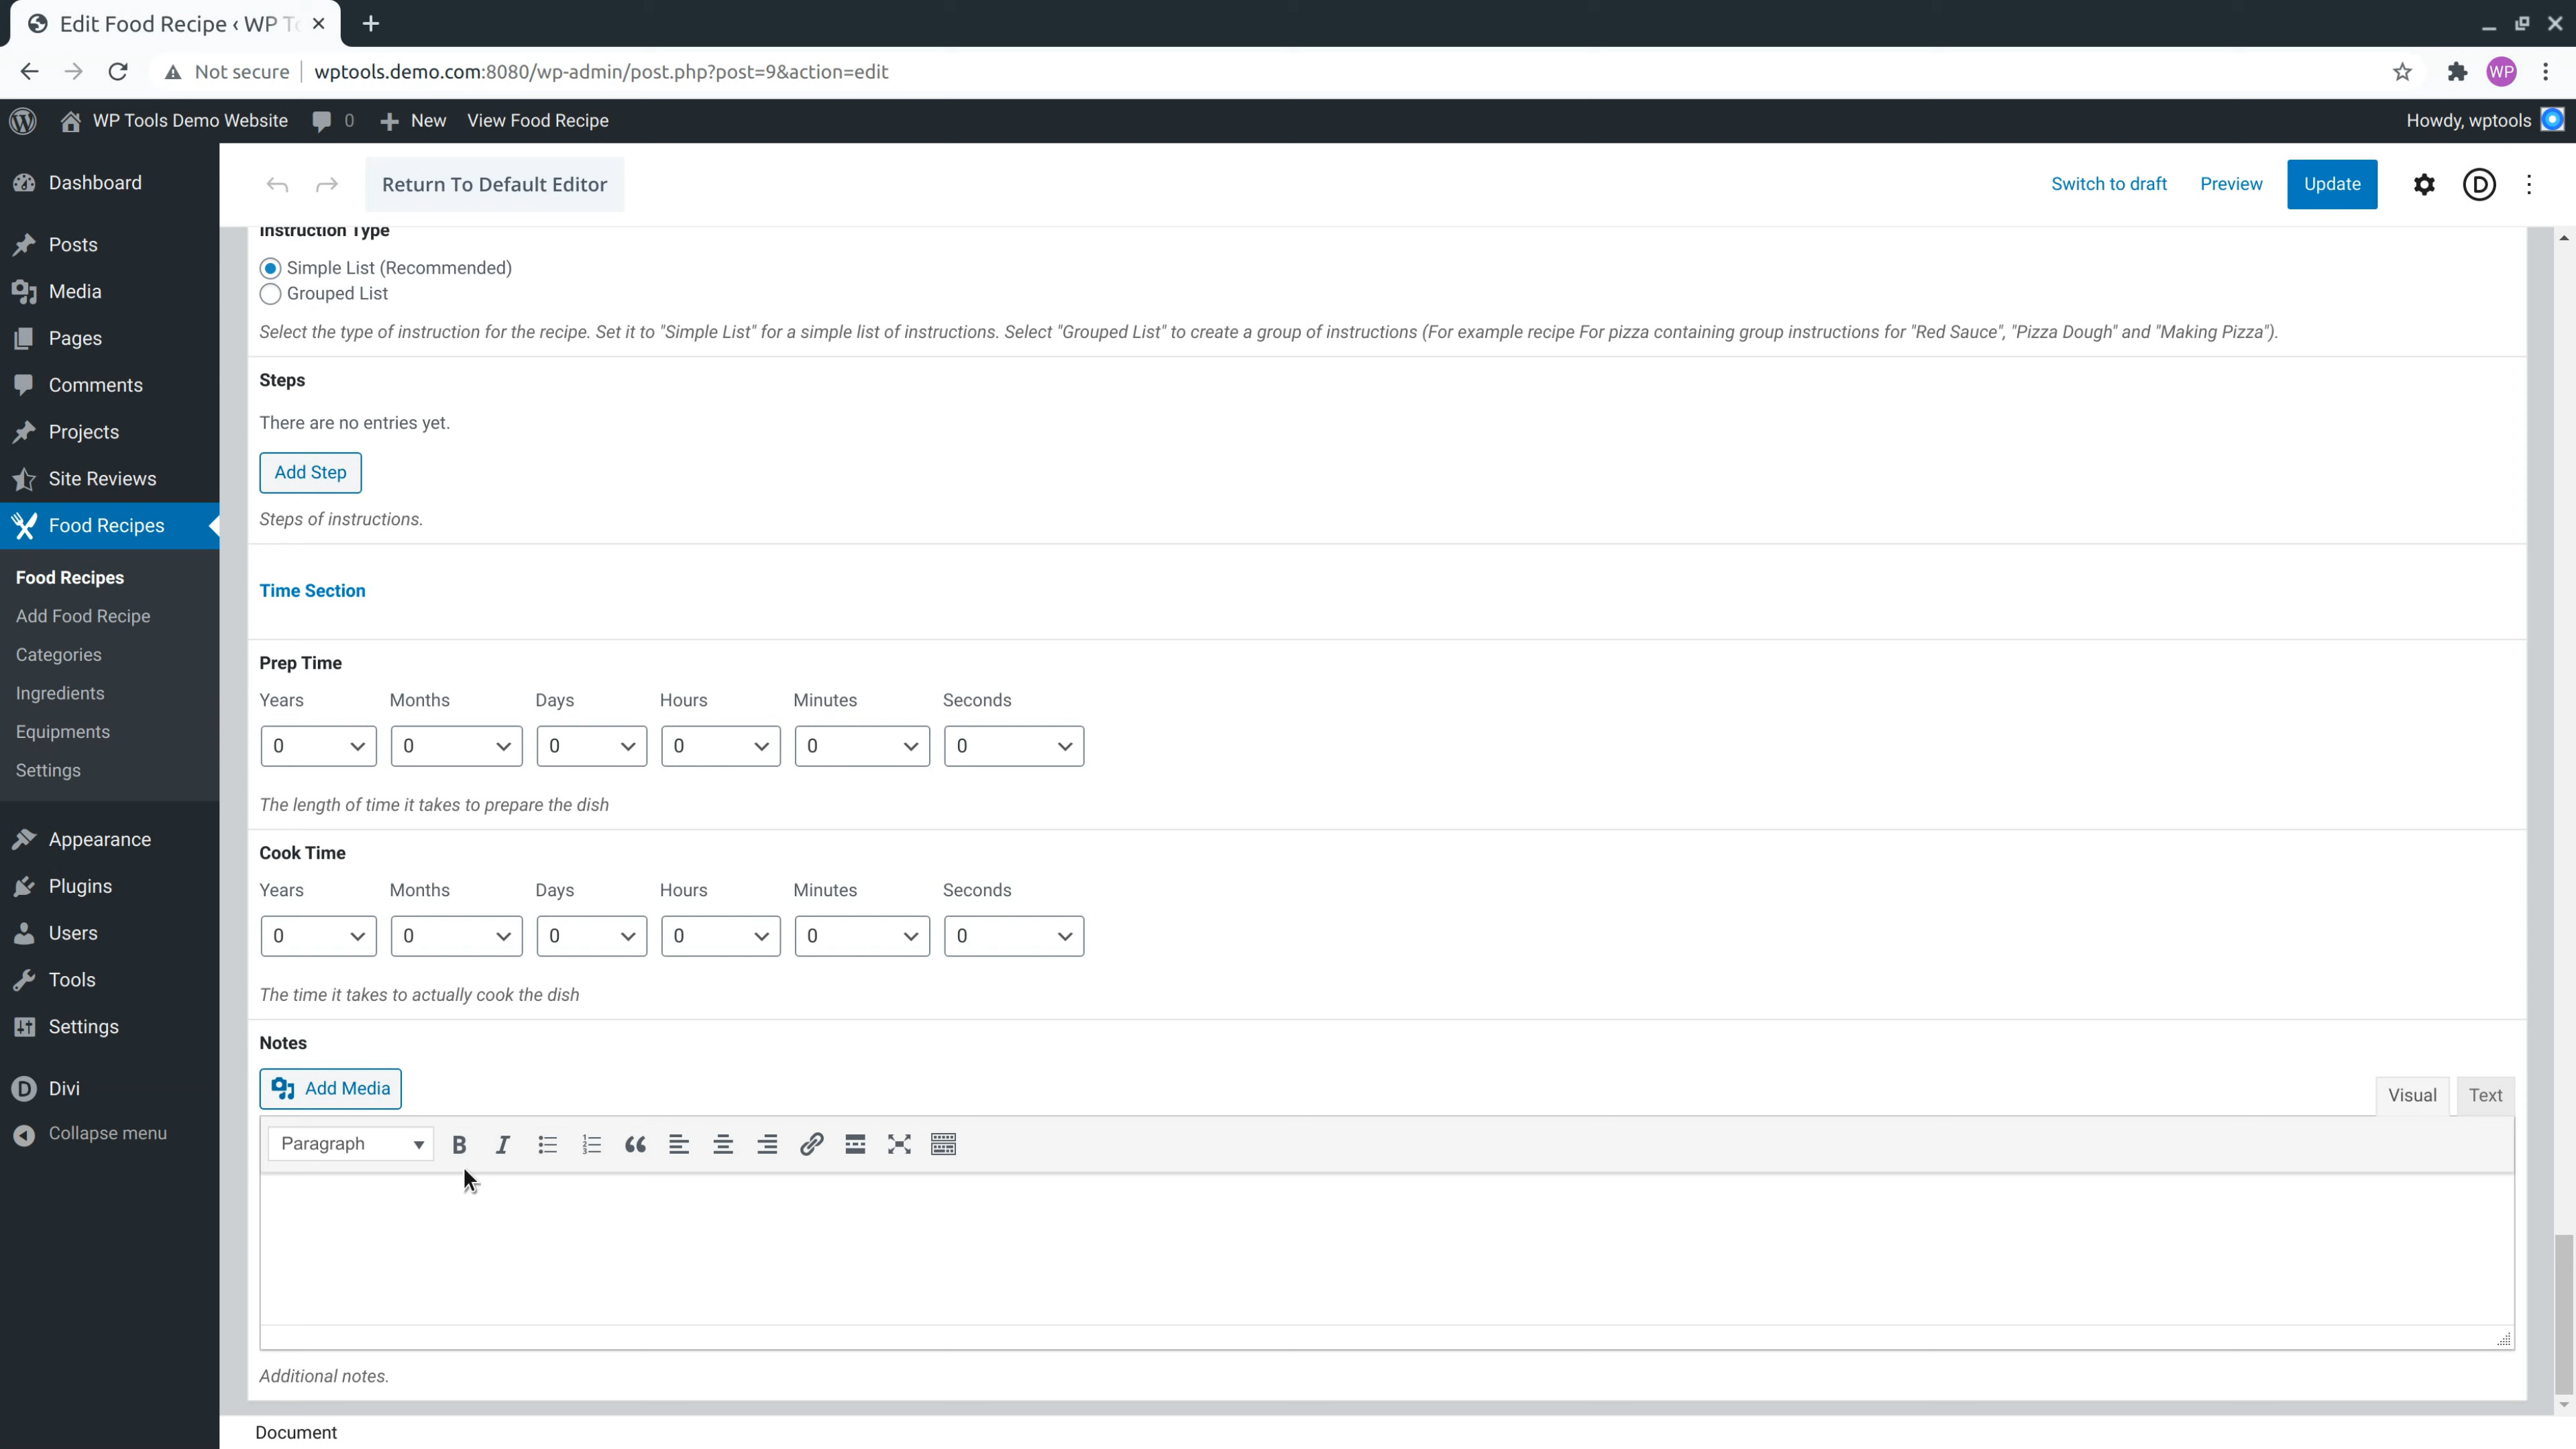 Edit Food Recipe ‹ WP To
Not secure
wptools.demo.com:8080/wp-admin/post.php?post=9&action=edit
WP
WP Tools Demo Website
0
New
View Food Recipe
Howdy, wptools
Dashboard
Posts
Media
Pages
Comments
Projects
Site Reviews
Food Recipes
Food Recipes
Add Food Recipe
Categories
Ingredients
Equipments
Settings
Appearance
Plugins
Users
Tools
Settings
Divi
Collapse menu
Return To Default Editor
Switch to draft
Preview
Update
D
Instruction Type
Simple List (Recommended)
Grouped List
Select the type of instruction for the recipe. Set it to "Simple List" for a simple list of instructions. Select "Grouped List" to create a group of instructions (For example recipe For pizza containing group instructions for "Red Sauce", "Pizza Dough" and "Making Pizza").
Steps
There are no entries yet.
Add Step
Steps of instructions.
Time Section
Prep Time
Years Months Days Hours Minutes Seconds
0 0 0 0 0 0
The length of time it takes to prepare the dish
Cook Time
Years Months Days Hours Minutes Seconds
0 0 0 0 0 0
The time it takes to actually cook the dish
Notes
Add Media
Visual Text
Paragraph
Additional notes.
Document